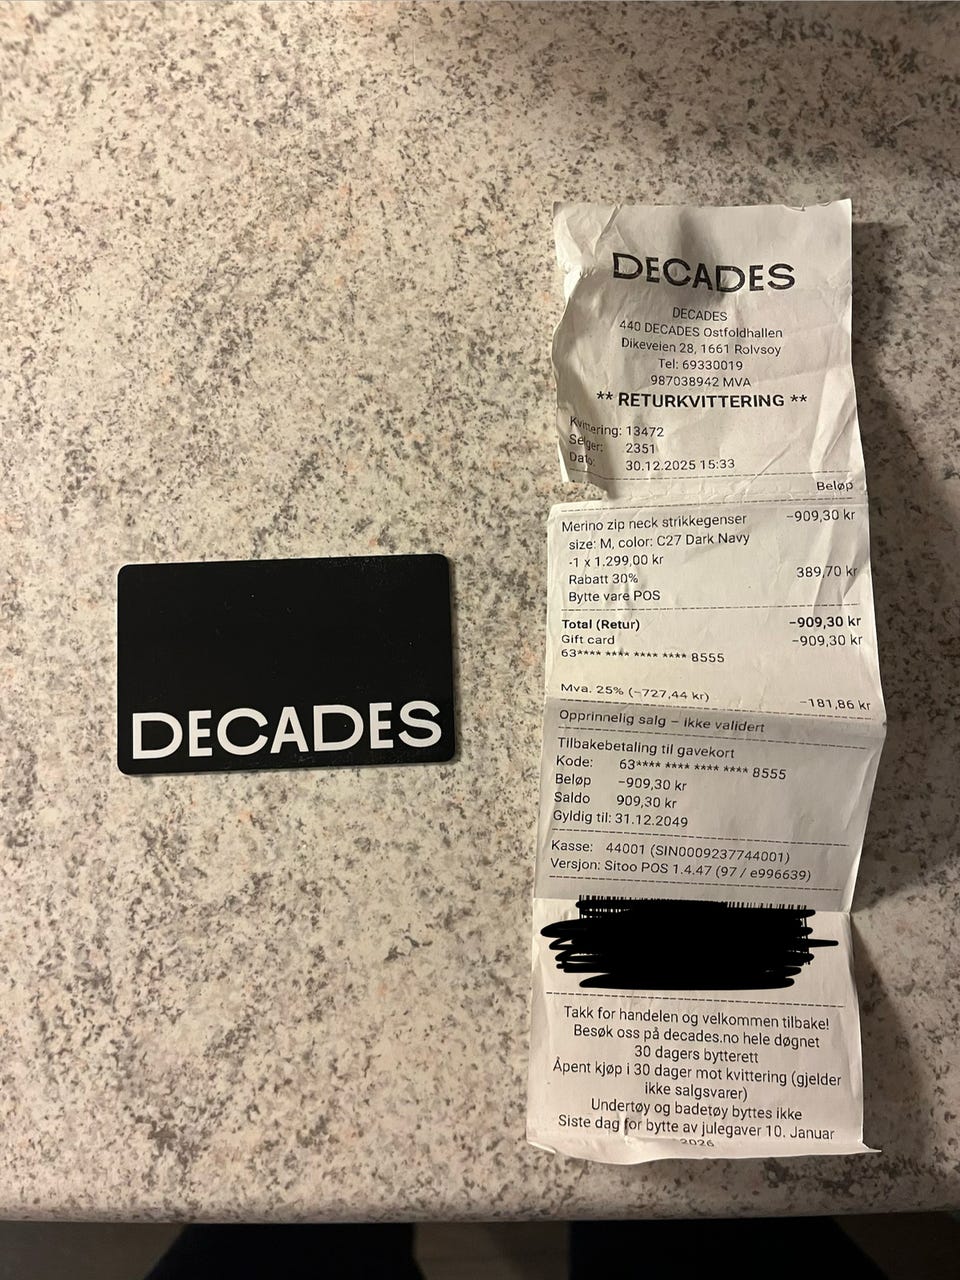 DECADES
DECADES
DECADES
440 DECADES Ostfoldhallen
Dikeveien 28, 1661 Rolvsoy
Tel: 69330019
987038942 MVA
** RETURKVITTERING **
Kvittering: 13472
Selger: 2351
Dato: 30.12.2025 15:33
Beløp
Merino zip neck strikkegenser -909,30 kr
size: M, color: C27 Dark Navy
-1 x 1.299,00 kr
Rabatt 30% 389,70 kr
Bytte vare POS
Total (Retur) -909,30 kr
Gift card -909,30 kr
63**** **** **** **** 8555
Mva. 25% (-727,44 kr) -181,86 kr
Opprinnelig salg - ikke validert
Tilbakebetaling til gavekort
Kode: 63**** **** **** **** 8555
Beløp -909,30 kr
Saldo 909,30 kr
Gyldig til: 31.12.2049
Kasse: 44001 (SIN0009237744001)
Versjon: Sitoo POS 1.4.47 (97 / e996639)
Takk for handelen og velkommen tilbake!
Besøk oss på decades.no hele døgnet
30 dagers bytterett
Åpent kjøp i 30 dager mot kvittering (gjelder
ikke salgsvarer)
Undertøy og badetøy byttes ikke
Siste dag for bytte av julegaver 10. Januar
2026